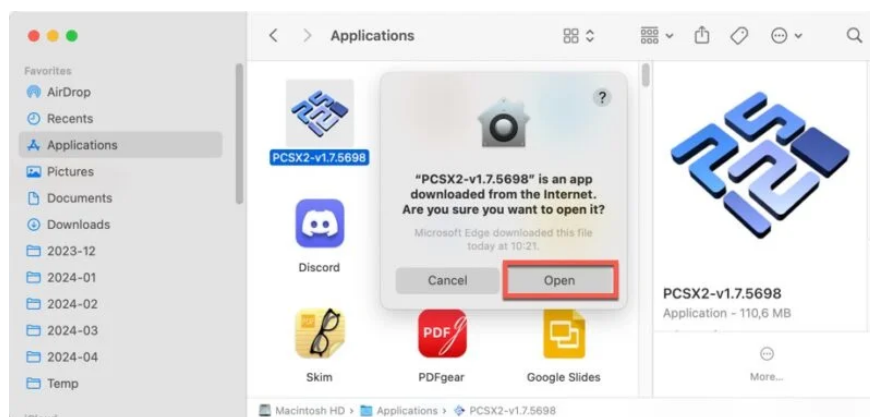 Applications
Favorites
AirDrop
Recents
Applications
Pictures
Documents
Downloads
2023-12
2024-01
2024-02
2024-03
2024-04
Temp
PCSX2-v1.7.5698
Discord
Skim
PDF
PDFgear
Google Slides
?
“PCSX2-v1.7.5698” is an app
downloaded from the Internet.
Are you sure you want to open it?
Microsoft Edge downloaded this file
today at 10:21.
Cancel
Open
PCSX2-v1.7.5698
Application - 110,6 MB
More...
Macintosh HD › Applications › PCSX2-v1.7.5698